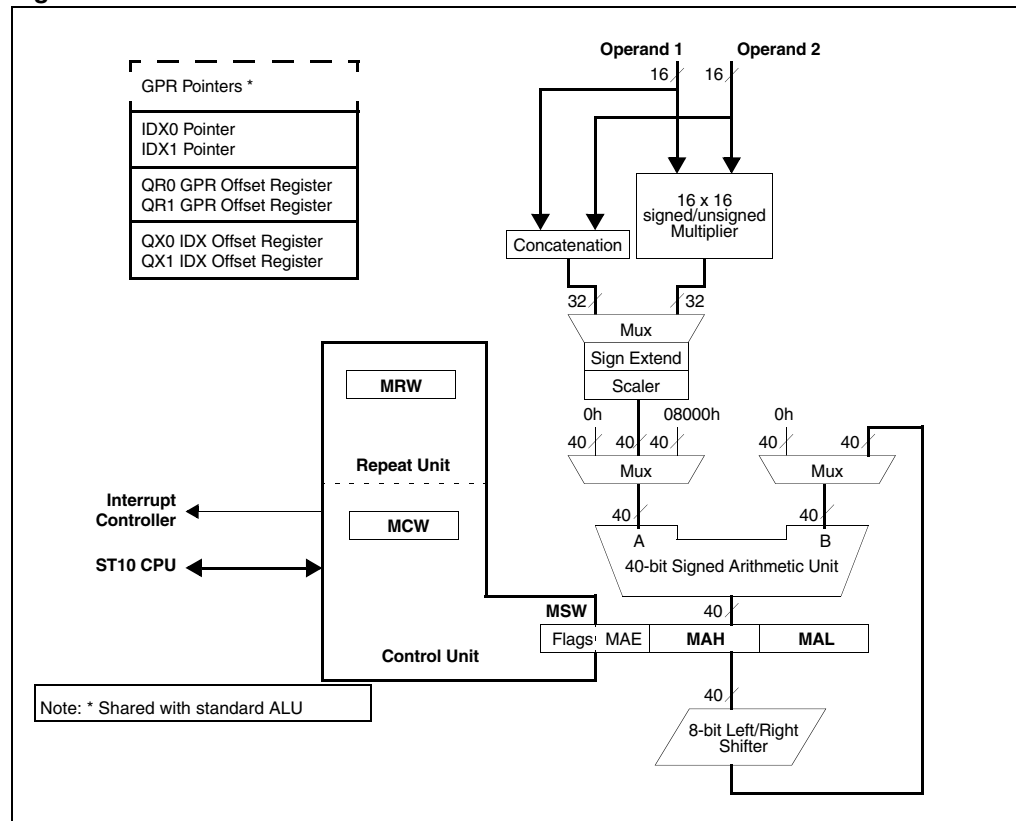 Operand 1 Operand 2
16 16
GPR Pointers *
IDX0 Pointer
IDX1 Pointer
QR0 GPR Offset Register
QR1 GPR Offset Register
QX0 IDX Offset Register
QX1 IDX Offset Register
Concatenation
16 x 16
signed/unsigned
Multiplier
32 32
Mux
Sign Extend
Scaler
0h 08000h 0h
40 40 40 40 40
Mux Mux
40 40
A B
40-bit Signed Arithmetic Unit
40
MRW
Repeat Unit
Interrupt
Controller
MCW
ST10 CPU
MSW
Flags MAE MAH MAL
Control Unit
40
8-bit Left/Right
Shifter
Note: * Shared with standard ALU